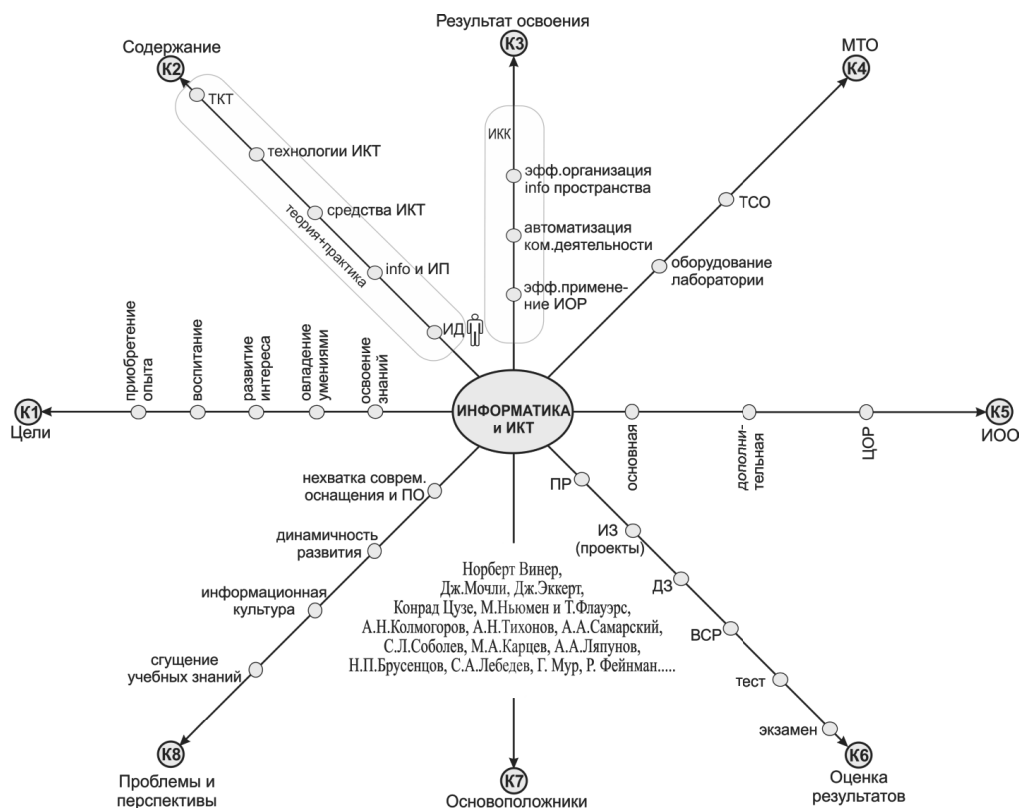 Результат освоения
К3
Содержание
К2
МТО
К4
ТКТ
ИКК
технологии ИКТ
эфф.организация
info пространства
средства ИКТ
ТСО
теория+практика
автоматизация
ком.деятельности
info и ИП
оборудование
лаборатории
эфф.примене-
ние ИОР
ИД
приобретение
опыта
воспитание
развитие
интереса
овладение
умениями
освоение
знаний
К1
Цели
ИНФОРМАТИКА
и ИКТ
К5
ИОО
основная
дополни-
тельная
ЦОР
нехватка соврем.
оснащения и ПО
ПР
динамичность
развития
ИЗ
(проекты)
Норберт Винер,
Дж.Мочли, Дж.Эккерт,
Конрад Цузе, М.Ньюмен и Т.Флауэрс,
А.Н.Колмогоров, А.Н.Тихонов, А.А.Самарский,
С.Л.Соболев, М.А.Карцев, А.А.Ляпунов,
Н.П.Брусенцов, С.А.Лебедев, Г. Мур, Р. Фейнман.....
ДЗ
информационная
культура
ВСР
сгущение
учебных знаний
тест
экзамен
К8
Проблемы и
перспективы
К7
Основоположники
К6
Оценка
результатов